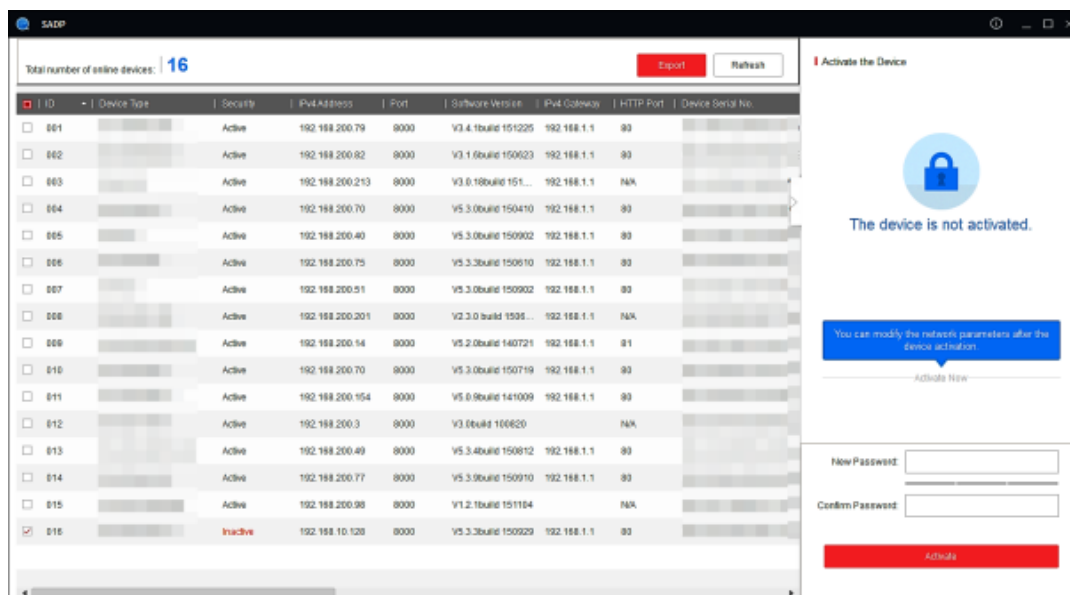 SADP
Total number of online devices: 16
Export
Refresh
ID | Device Type | Security | IPv4 Address | Port | Software Version | IPv4 Gateway | HTTP Port | Device Serial No.
001 Active 192.168.200.79 8000 V3.4.1build 151225 192.168.1.1 80
002 Active 192.168.200.82 8000 V3.1.6build 150623 192.168.1.1 80
003 Active 192.168.200.213 8000 V3.0.18build 151... 192.168.1.1 N/A
004 Active 192.168.200.70 8000 V5.3.0build 150410 192.168.1.1 80
005 Active 192.168.200.40 8000 V5.3.0build 150902 192.168.1.1 80
006 Active 192.168.200.75 8000 V5.3.3build 150610 192.168.1.1 80
007 Active 192.168.200.51 8000 V5.3.0build 150902 192.168.1.1 80
008 Active 192.168.200.201 8000 V2.3.0 build 1506... 192.168.1.1 N/A
009 Active 192.168.200.14 8000 V5.2.0build 140721 192.168.1.1 81
010 Active 192.168.200.70 8000 V5.3.0build 150719 192.168.1.1 80
011 Active 192.168.200.154 8000 V5.0.9build 141009 192.168.1.1 80
012 Active 192.168.200.3 8000 V3.0build 100820 N/A
013 Active 192.168.200.49 8000 V5.3.4build 150812 192.168.1.1 80
014 Active 192.168.200.77 8000 V5.3.9build 150910 192.168.1.1 80
015 Active 192.168.200.98 8000 V1.2.1build 151104 N/A
016 Inactive 192.168.10.128 8000 V5.3.3build 150929 192.168.1.1 80
Activate the Device
The device is not activated.
You can modify the network parameters after the
device activation.
Activate Now
New Password:
Confirm Password:
Activate